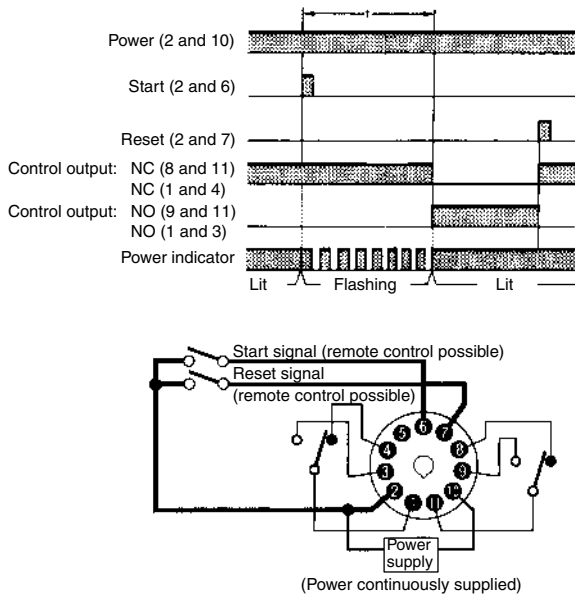 t
Power (2 and 10)
Start (2 and 6)
Reset (2 and 7)
Control output: NC (8 and 11)
NC (1 and 4)
Control output: NO (9 and 11)
NO (1 and 3)
Power indicator
Lit Flashing Lit
Start signal (remote control possible)
Reset signal
(remote control possible)
6
5 7
4 8
3 9
2 10
1 11
Power
supply
(Power continuously supplied)